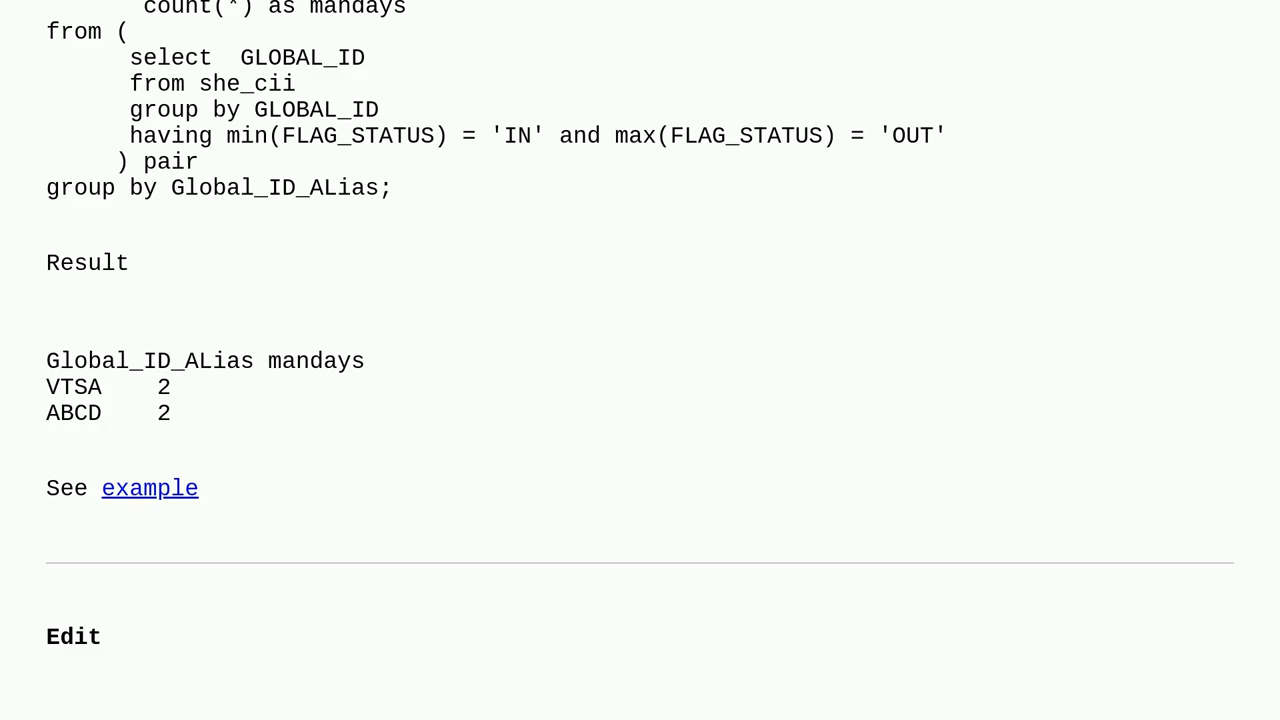 count(*) as mandays
from (
select  GLOBAL_ID
from she_cii
group by GLOBAL_ID
having min(FLAG_STATUS) = 'IN' and max(FLAG_STATUS) = 'OUT'
) pair
group by Global_ID_ALias;
Result
Global_ID_ALias mandays
VTSA    2
ABCD    2
See example
Edit